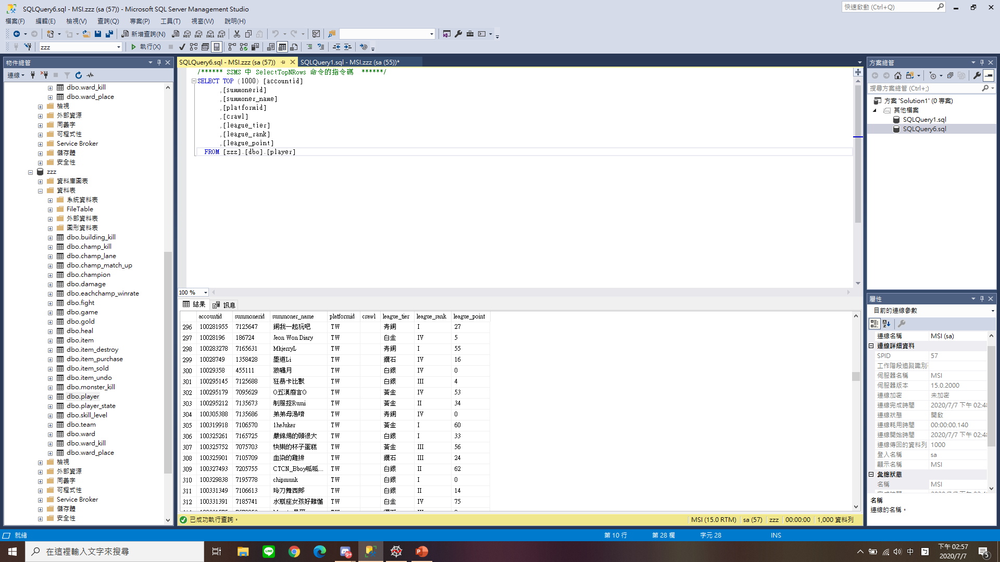 SQLQuery6.sql - MSI.zzz (sa (57)) - Microsoft SQL Server Management Studio
快速啟動 (Ctrl+Q)
檔案(F) 編輯(E) 檢視(V) 查詢(Q) 專案(P) 工具(T) 視窗(W) 說明(H)
新增查詢(N)
zzz
執行(X)
物件總管
連線
dbo.ward_kill
dbo.ward_place
檢視
外部資源
同義字
可程式性
Service Broker
儲存體
安全性
zzz
資料庫圖表
資料表
系統資料表
FileTable
外部資料表
圖形資料表
dbo.building_kill
dbo.champ_kill
dbo.champ_lane
dbo.champ_match_up
dbo.champion
dbo.damage
dbo.eachchamp_winrate
dbo.fight
dbo.game
dbo.gold
dbo.heal
dbo.item
dbo.item_destroy
dbo.item_purchase
dbo.item_sold
dbo.item_undo
dbo.monster_kill
dbo.player
dbo.player_state
dbo.skill_level
dbo.team
dbo.ward
dbo.ward_kill
dbo.ward_place
檢視
外部資源
同義字
可程式性
Service Broker
儲存體
安全性
SQLQuery6.sql - MSI.zzz (sa (57)) SQLQuery1.sql - MSI.zzz (sa (55))*
/****** SSMS 中 SelectTopNRows 命令的指令碼 ******/
SELECT TOP (1000) [accountid]
,[summonerid]
,[summoner_name]
,[platformid]
,[crawl]
,[league_tier]
,[league_rank]
,[league_point]
FROM [zzz].[dbo].[player]
100 %
結果 訊息
accountid summonerid summoner_name platformid crawl league_tier league_rank league_point
296 100281955 7125647 銅我一起玩吧 TW 青銅 I 27
297 10028196 186724 Jeon Won Diary TW 白金 IV 5
298 100283278 7165631 MkjerryL TW 青銅 I 55
299 10028749 1358428 墨道Li TW 鑽石 IV 16
300 10029358 455111 狼嘯月 TW 白銀 IV 0
301 100295145 7125688 狂暴卡比獸 TW 白銀 III 4
302 100295179 7095629 O五漢廢言O TW 黃金 IV 53
303 100295212 7135673 制服控Rumi TW 黃金 II 34
304 100305388 7135686 弟弟母湯唷 TW 青銅 IV 0
305 100319918 7106570 1heJuker TW 黃金 I 60
306 100325261 7165725 嚴錦煬的頭很大 TW 白銀 I 33
307 100325752 7075703 快樂的杯子蛋糕 TW 黃金 III 56
308 100325901 7105709 血染的雞排 TW 鑽石 III 24
309 100327493 7205755 CTCN_Bboy呱呱... TW 白銀 II 62
310 100329838 7195778 chipmunk TW 白銀 I 0
311 100331349 7106613 玲刀舞西郎 TW 白銀 II 14
312 100331391 7185741 水瓶座女孩好難懂 TW 白金 IV 75
已成功執行查詢。 MSI (15.0 RTM) sa (57) zzz 00:00:00 1,000 資料列
方案總管
搜尋方案總管 (Ctrl+;)
方案 'Solution1' (0 專案)
其他檔案
SQLQuery1.sql
SQLQuery6.sql
屬性
目前的連線參數
連線名稱 MSI (sa)
連線詳細資料
SPID 57
工作階段追蹤識別
伺服器名稱 MSI
伺服器版本 15.0.2000
連線加密 未加密
連線完成時間 2020/7/7 下午 02:48
連線狀態 開啟
連線耗用時間 00:00:00.140
連線開始時間 2020/7/7 下午 02:48
連線傳回的資料列 1000
登入名稱 sa
顯示名稱 MSI
彙總狀態
名稱 MSI
名稱
連線的名稱。
就緒 第 10 行 第 28 欄 字元 28 INS
在這裡輸入文字來搜尋
9+
中
下午 02:57
2020/7/7
5